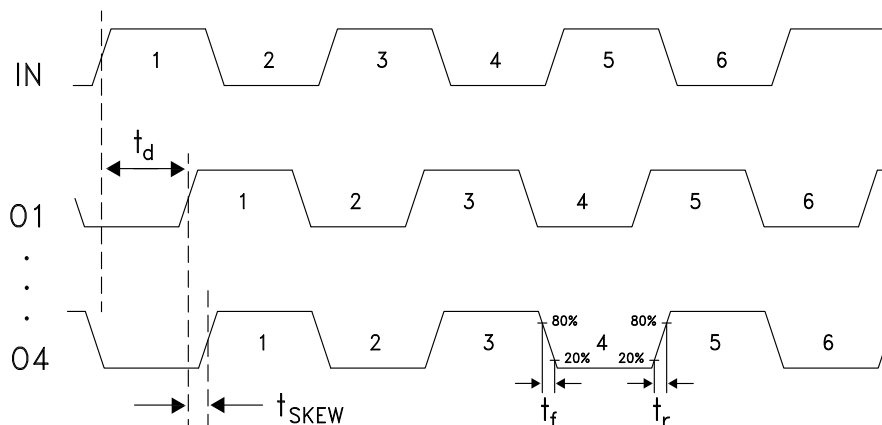 IN 1 2 3 4 5 6
t_d
O1 1 2 3 4 5 6
80% 80%
O4 1 2 3 4 5 6
20% 20%
t_SKEW t_f t_r